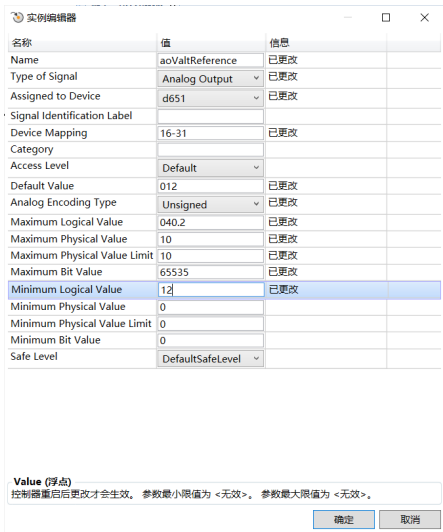 实例编辑器
名称 值 信息
Name aoValtReference 已更改
Type of Signal Analog Output 已更改
Assigned to Device d651 已更改
Signal Identification Label
Device Mapping 16-31 已更改
Category
Access Level Default
Default Value 012 已更改
Analog Encoding Type Unsigned 已更改
Maximum Logical Value 040.2 已更改
Maximum Physical Value 10 已更改
Maximum Physical Value Limit 10 已更改
Maximum Bit Value 65535 已更改
Minimum Logical Value 12 已更改
Minimum Physical Value 0
Minimum Physical Value Limit 0
Minimum Bit Value 0
Safe Level DefaultSafeLevel
Value (浮点)
控制器重启后更改才会生效。 参数最小限值为 <无效>。 参数最大限值为 <无效>。
确定 取消